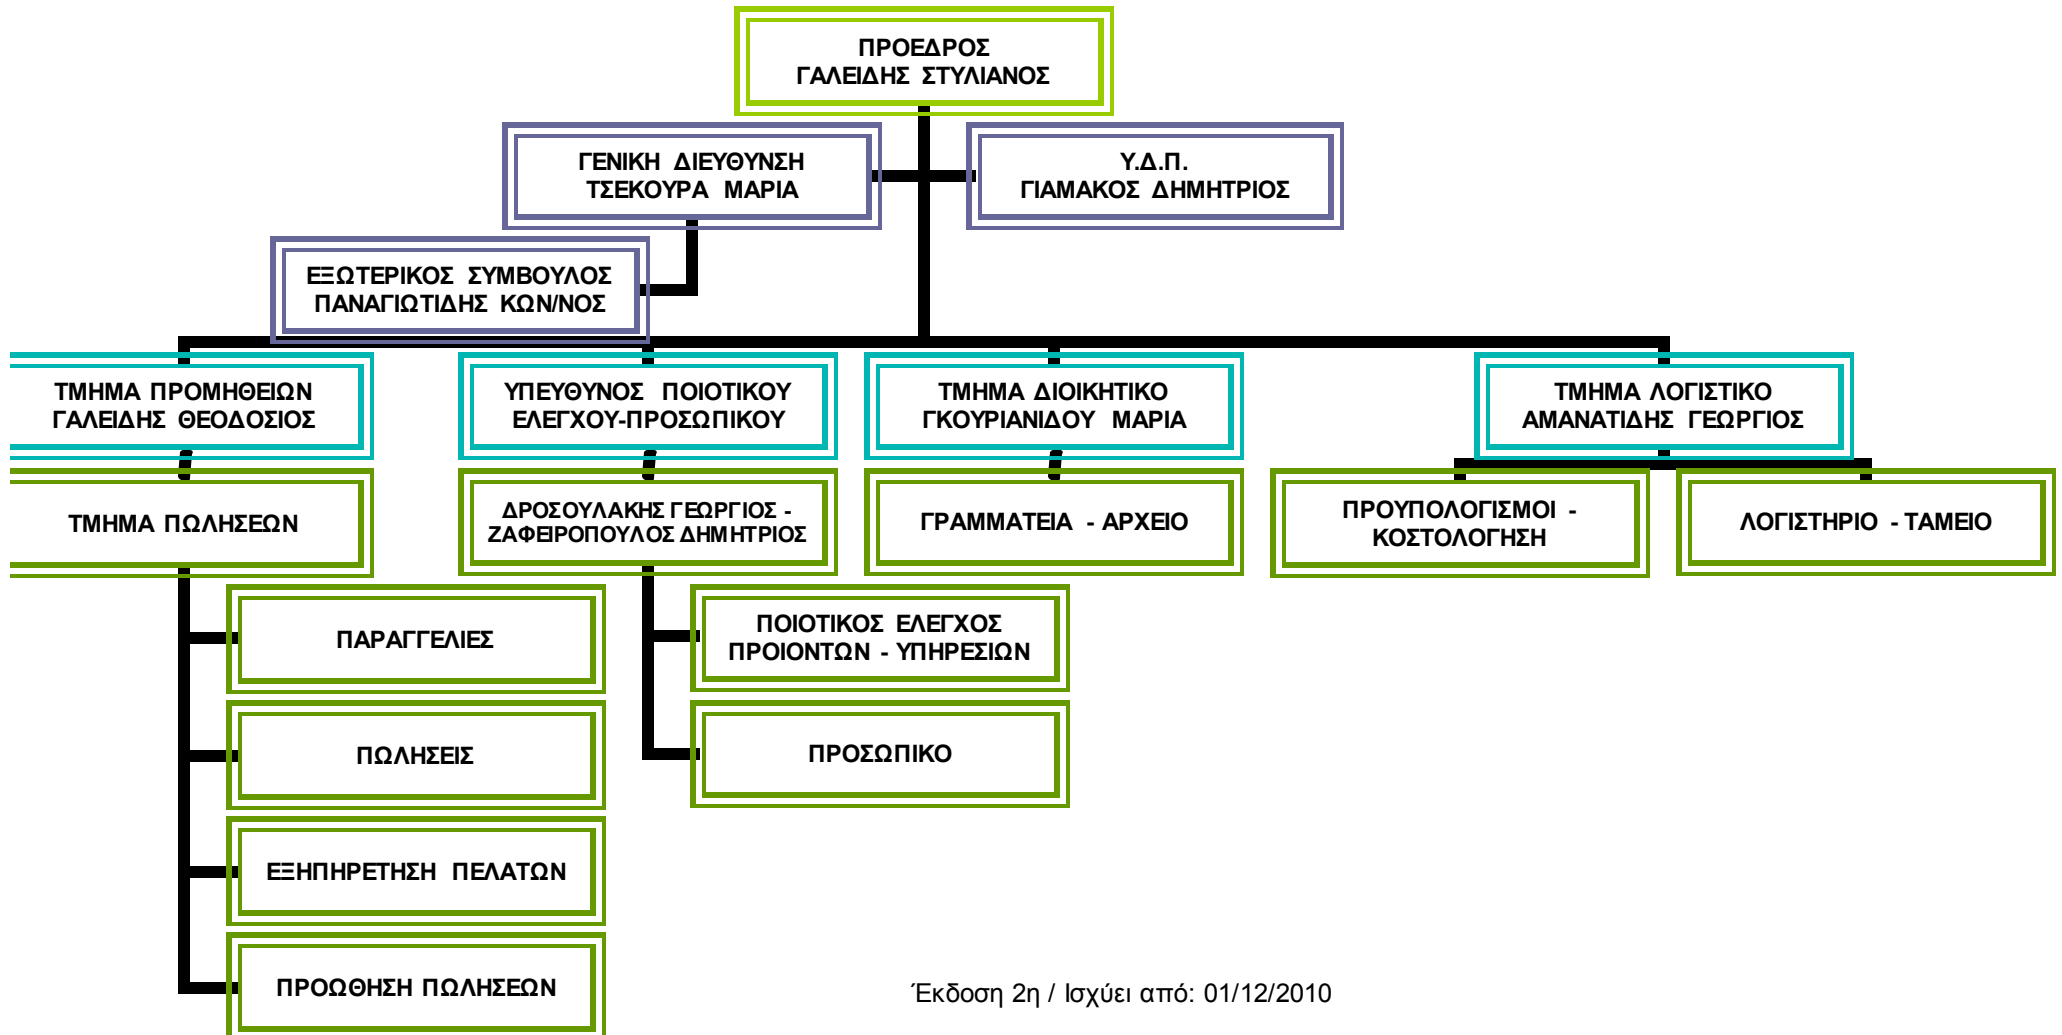 ΠΡΟΕΔΡΟΣ
ΓΑΛΕΙΔΗΣ ΣΤΥΛΙΑΝΟΣ
ΓΕΝΙΚΗ ΔΙΕΥΘΥΝΣΗ
ΤΣΕΚΟΥΡΑ ΜΑΡΙΑ
Υ.Δ.Π.
ΓΙΑΜΑΚΟΣ ΔΗΜΗΤΡΙΟΣ
ΕΞΩΤΕΡΙΚΟΣ ΣΥΜΒΟΥΛΟΣ
ΠΑΝΑΓΙΩΤΙΔΗΣ ΚΩΝ/ΝΟΣ
ΤΜΗΜΑ ΠΡΟΜΗΘΕΙΩΝ
ΓΑΛΕΙΔΗΣ ΘΕΟΔΟΣΙΟΣ
ΥΠΕΥΘΥΝΟΣ ΠΟΙΟΤΙΚΟΥ
ΕΛΕΓΧΟΥ-ΠΡΟΣΩΠΙΚΟΥ
ΤΜΗΜΑ ΔΙΟΙΚΗΤΙΚΟ
ΓΚΟΥΡΙΑΝΙΔΟΥ ΜΑΡΙΑ
ΤΜΗΜΑ ΛΟΓΙΣΤΙΚΟ
ΑΜΑΝΑΤΙΔΗΣ ΓΕΩΡΓΙΟΣ
ΤΜΗΜΑ ΠΩΛΗΣΕΩΝ
ΔΡΟΣΟΥΛΑΚΗΣ ΓΕΩΡΓΙΟΣ -
ΖΑΦΕΙΡΟΠΟΥΛΟΣ ΔΗΜΗΤΡΙΟΣ
ΓΡΑΜΜΑΤΕΙΑ - ΑΡΧΕΙΟ
ΠΡΟΥΠΟΛΟΓΙΣΜΟΙ -
ΚΟΣΤΟΛΟΓΗΣΗ
ΛΟΓΙΣΤΗΡΙΟ - ΤΑΜΕΙΟ
ΠΑΡΑΓΓΕΛΙΕΣ
ΠΟΙΟΤΙΚΟΣ ΕΛΕΓΧΟΣ
ΠΡΟΙΟΝΤΩΝ - ΥΠΗΡΕΣΙΩΝ
ΠΩΛΗΣΕΙΣ
ΠΡΟΣΩΠΙΚΟ
ΕΞΗΠΗΡΕΤΗΣΗ ΠΕΛΑΤΩΝ
ΠΡΟΩΘΗΣΗ ΠΩΛΗΣΕΩΝ
Έκδοση 2η / Ισχύει από: 01/12/2010